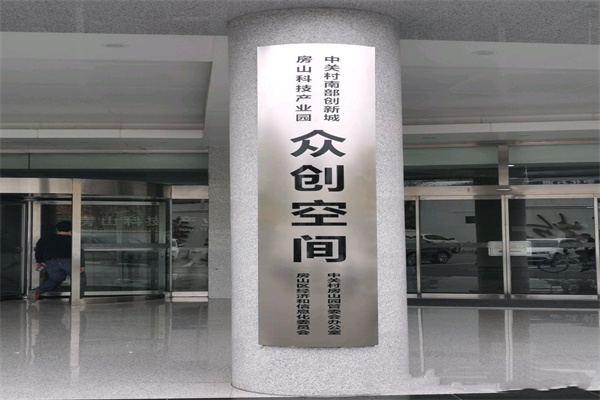 中关村南部创新城
房山科技产业园
众创空间
中关村房山园管委会办公室
房山区经济和信息化委员会